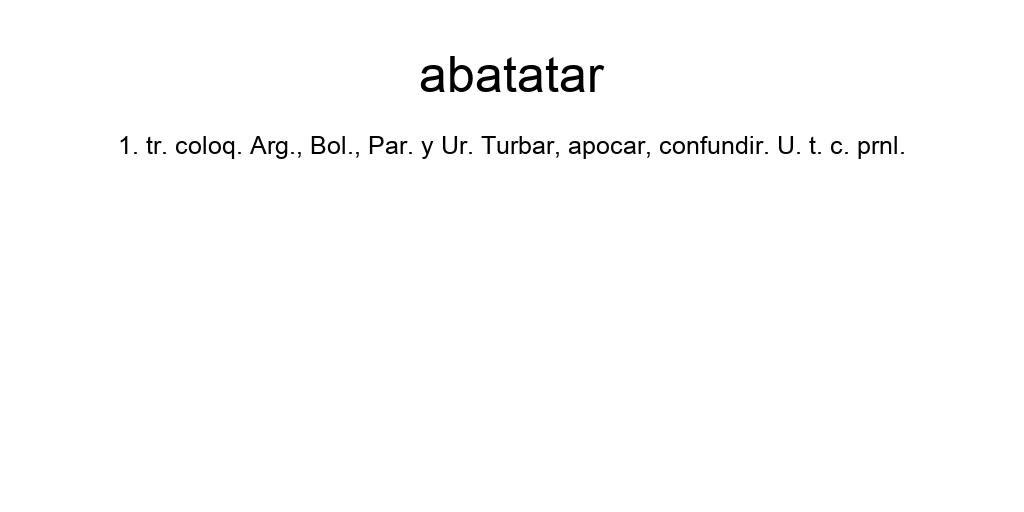 abatatar
1. tr. coloq. Arg., Bol., Par. y Ur. Turbar, apocar, confundir. U. t. c. prnl.